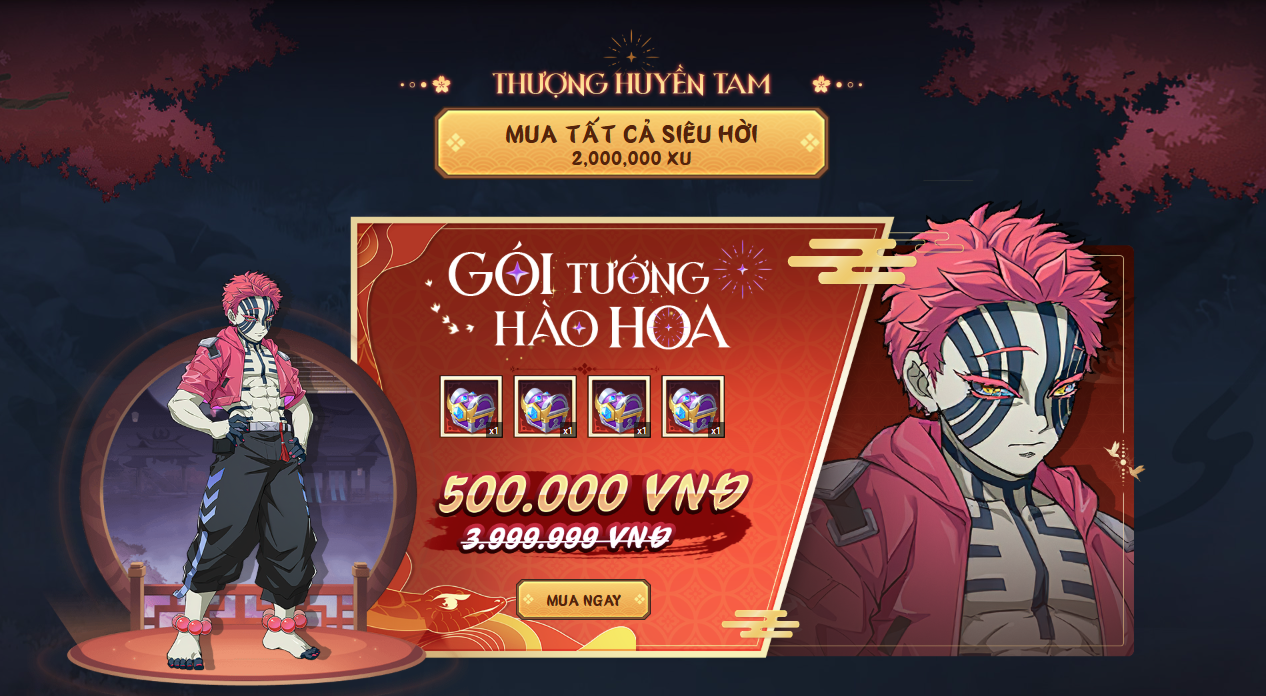 THƯỢNG HUYỀN TAM
MUA TẤT CẢ SIÊU HỜI
2,000,000 XU
GÓI TƯỚNG
HÀO HOA
x1 x1 x1 x1
500.000 VNĐ
3.999.999 VNĐ
MUA NGAY